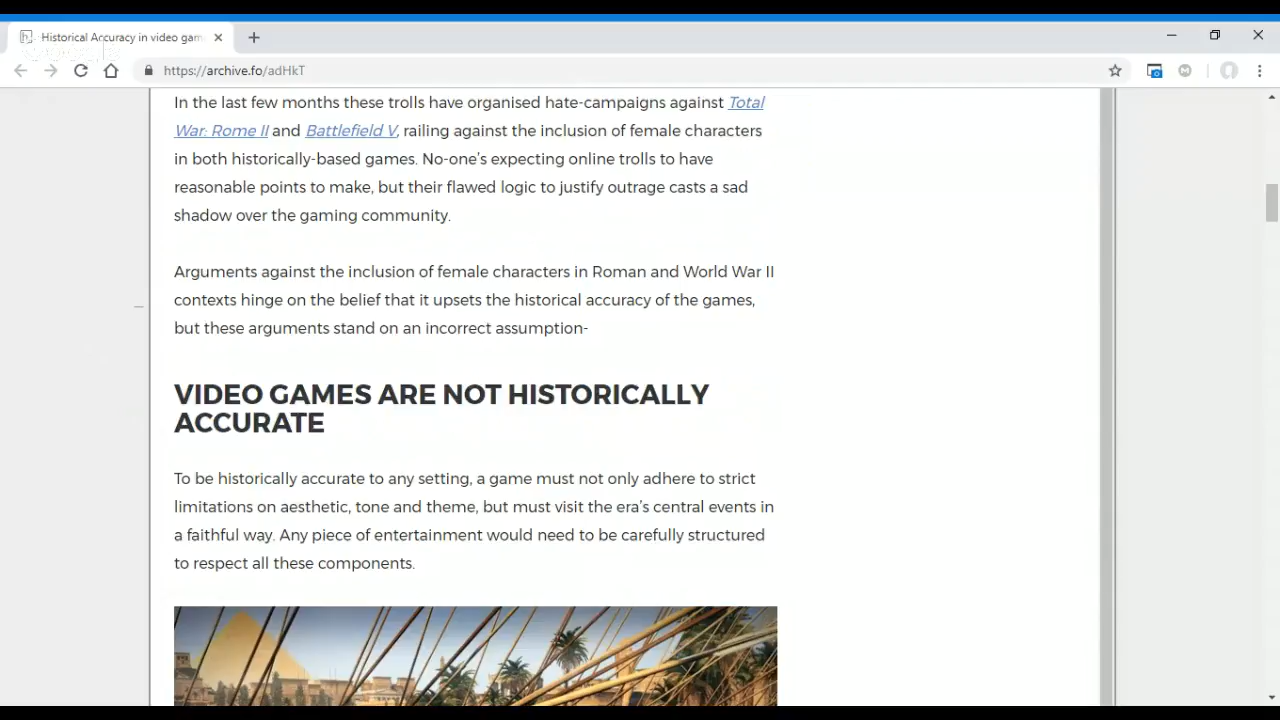 Historical Accuracy in video gam
https://archive.fo/adHkT
In the last few months these trolls have organised hate-campaigns against Total
War: Rome II and Battlefield V, railing against the inclusion of female characters
in both historically-based games. No-one's expecting online trolls to have
reasonable points to make, but their flawed logic to justify outrage casts a sad
shadow over the gaming community.
Arguments against the inclusion of female characters in Roman and World War II
contexts hinge on the belief that it upsets the historical accuracy of the games,
but these arguments stand on an incorrect assumption-
VIDEO GAMES ARE NOT HISTORICALLY
ACCURATE
To be historically accurate to any setting, a game must not only adhere to strict
limitations on aesthetic, tone and theme, but must visit the era's central events in
a faithful way. Any piece of entertainment would need to be carefully structured
to respect all these components.